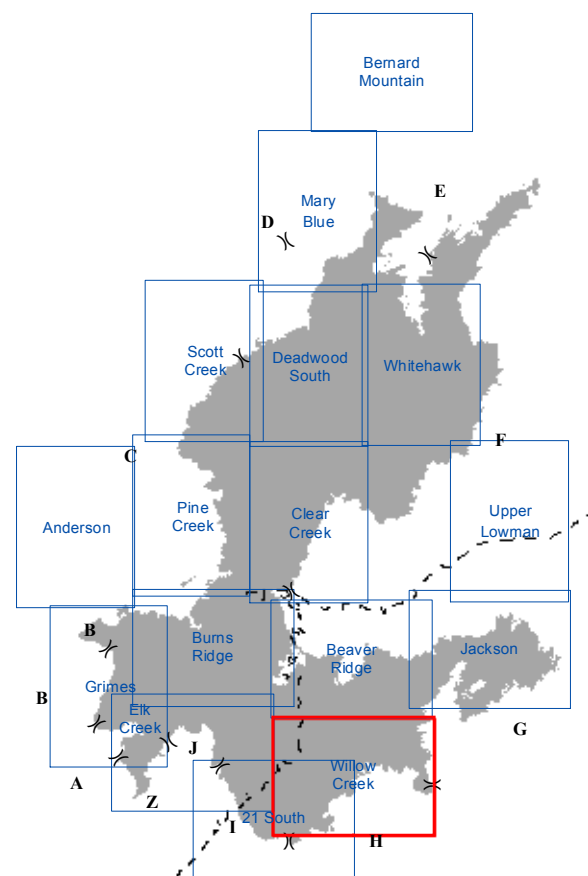 Bernard
Mountain
E
Mary
Blue
D
Scott
Creek
Deadwood
South
Whitehawk
F
C
Pine
Creek
Clear
Creek
Anderson
Upper
Lowman
B
Burns
Ridge
Beaver
Ridge
Jackson
B
Grimes
Elk
Creek
G
J
Willow
Creek
A
Z
I
21 South
H